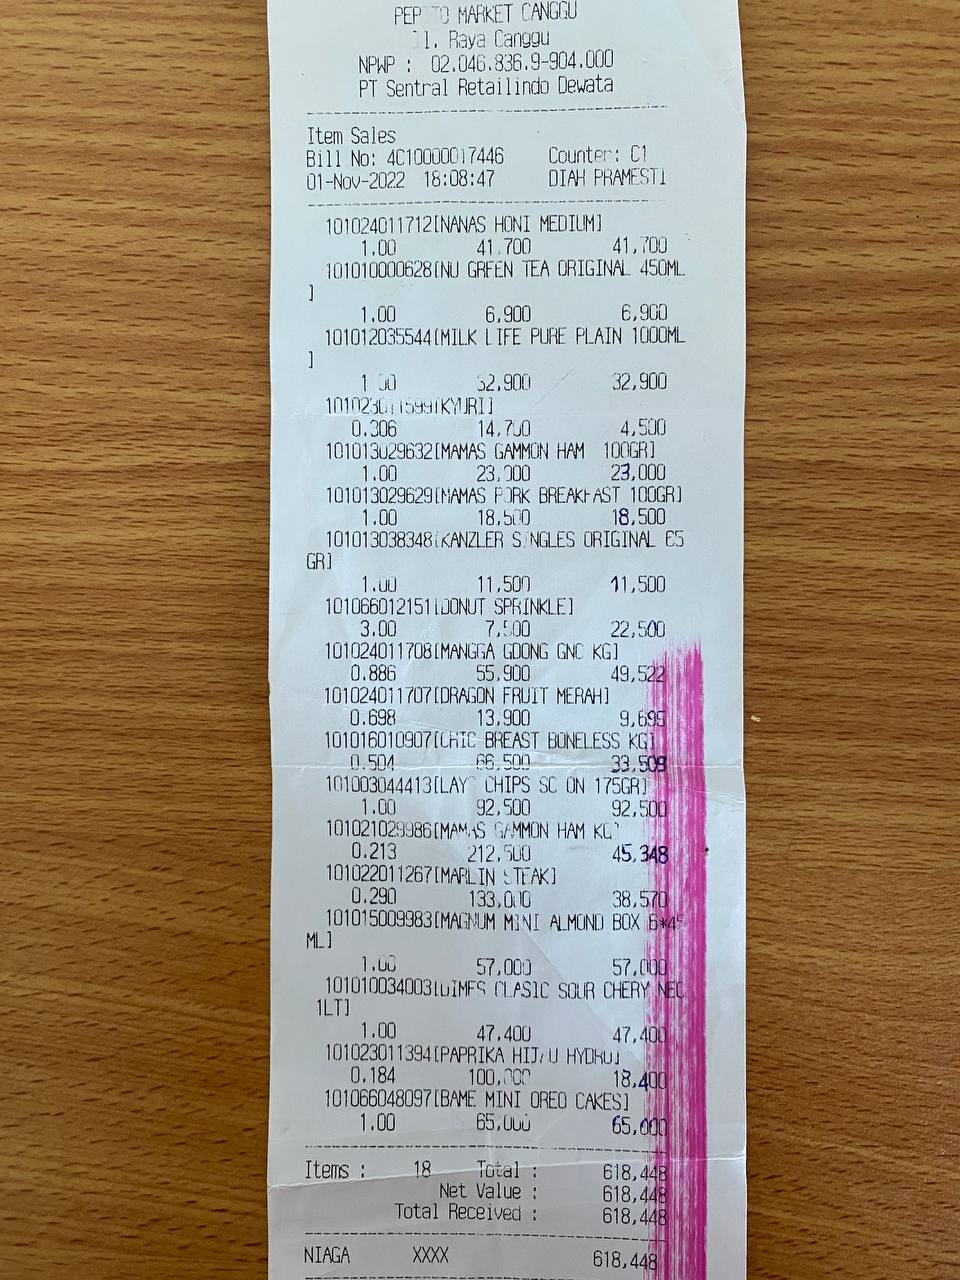 MARKET CANGGU
Raya Canggu
NPWP : 02.046.836.9-904.000
PT Sentral Retailindo Dewata
Item Sales
Bill No: 4C10000017446 Counter: C1
01-Nov-2022 18:08:47 DIAH PRAMESTI
101024011712[NANAS HONI MEDIUM]
1.00 41,700 41,700
101010000628[NU GREEN TEA ORIGINAL 450ML
]
1.00 6,900 6,900
101012035544[MILK LIFE PURE PLAIN 1000ML
]
1.00 32,900 32,900
101023011599[KYURI]
0.306 14,700 4,500
101013029632[MAMAS GAMMON HAM 100GR]
1.00 23,000 23,000
101013029629[MAMAS PORK BREAKFAST 100GR]
1.00 18,500 18,500
101013038348[KANZLER SINGLES ORIGINAL 65
GR]
1.00 11,500 11,500
101066012151[DONUT SPRINKLE]
3.00 7,500 22,500
101024011708[MANGGA GDONG GNC KG]
0.886 55,900 49,522
101024011707[DRAGON FRUIT MERAH]
0.698 13,900 9,695
101016010907[CHIC BREAST BONELESS KG]
0.504 66,500 33,509
101003044413[LAY CHIPS SC ON 175GR]
1.00 92,500 92,500
101021029986[MAMAS GAMMON HAM KG]
0.213 212,500 45,348
101022011267[MARLIN STEAK]
0.290 133,000 38,570
101015009983[MAGNUM MINI ALMOND BOX 6*45
ML]
1.00 57,000 57,000
101010034003[DIMES CLASIC SOUR CHERY NEC
1LT]
1.00 47,400 47,400
101023011394[PAPRIKA HIJAU HYDRO]
0.184 100,000 18,400
101066048097[BAME MINI OREO CAKES]
1.00 65,000 65,000
Items : 18 Total : 618,448
Net Value : 618,448
Total Received : 618,448
NIAGA XXXX 618,448